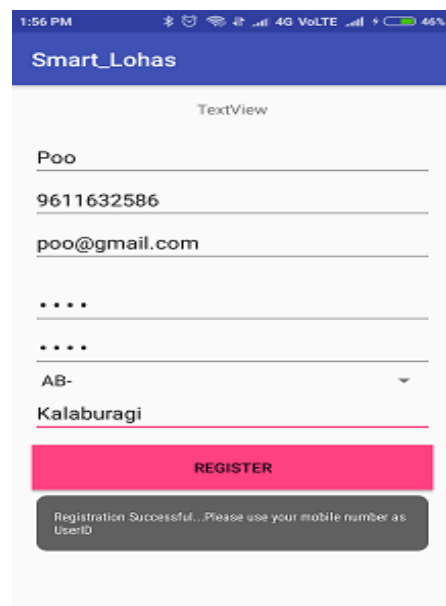 1:56 PM 4G VoLTE 46%
Smart_Lohas
TextView
Poo
9611632586
poo@gmail.com
••••
••••
AB-
Kalaburagi
REGISTER
Registration Successful...Please use your mobile number as
UserID